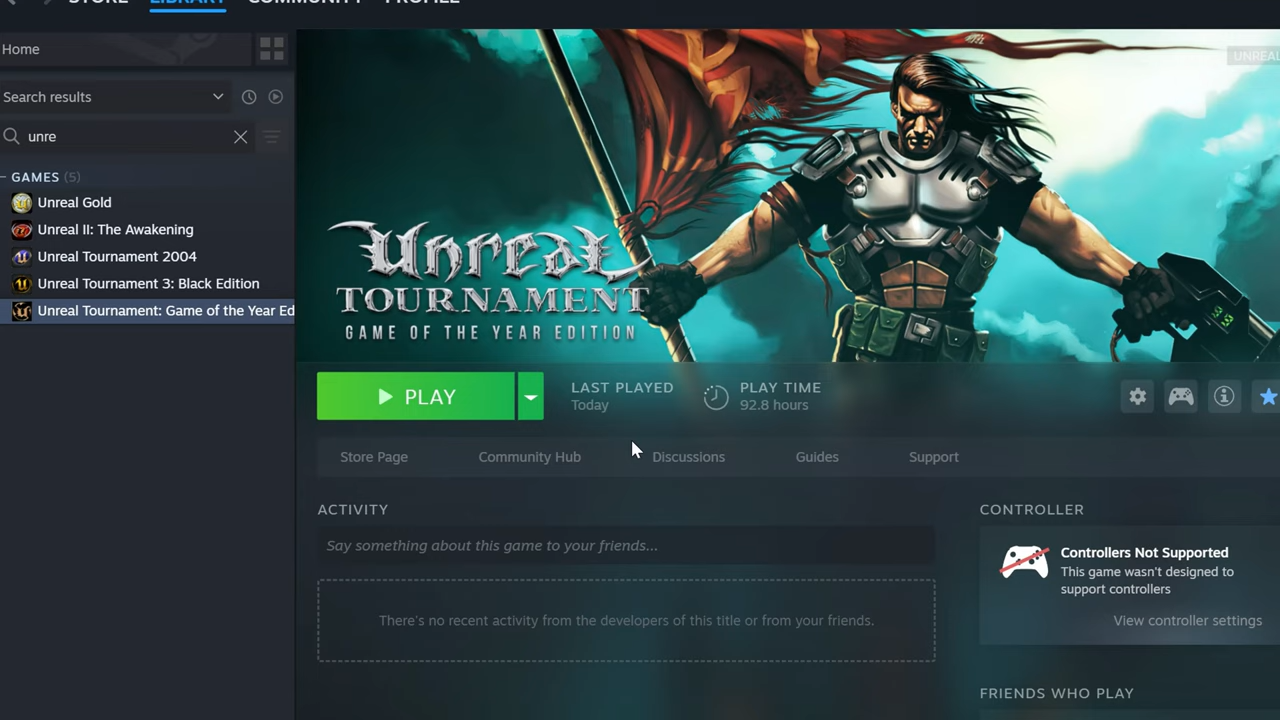 STORE LIBRARY COMMUNITY PROFILE
Home
UNREAL
Search results
unre
GAMES (5)
Unreal Gold
Unreal II: The Awakening
Unreal Tournament 2004
Unreal Tournament 3: Black Edition
Unreal Tournament: Game of the Year Ed
Unreal
TOURNAMENT
GAME OF THE YEAR EDITION
PLAY
LAST PLAYED
Today
PLAY TIME
92.8 hours
Store Page
Community Hub
Discussions
Guides
Support
ACTIVITY
Say something about this game to your friends...
There's no recent activity from the developers of this title or from your friends.
CONTROLLER
Controllers Not Supported
This game wasn't designed to
support controllers
View controller settings
FRIENDS WHO PLAY